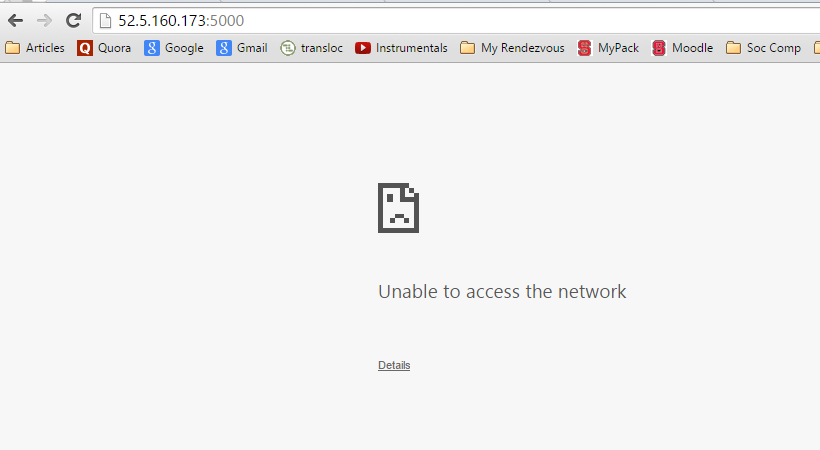 52.5.160.173:5000
Articles Quora Google Gmail transloc Instrumentals My Rendezvous MyPack Moodle Soc Comp
Unable to access the network
Details